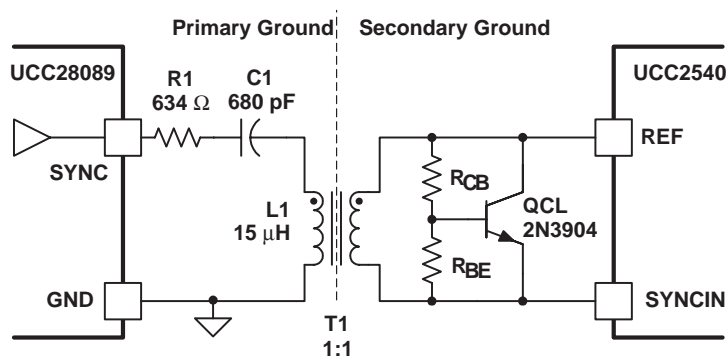 Primary Ground
Secondary Ground
UCC28089
R1
634 Ω
C1
680 pF
UCC2540
SYNC
REF
L1
15 μH
RCB
QCL
2N3904
RBE
GND
SYNCIN
T1
1:1